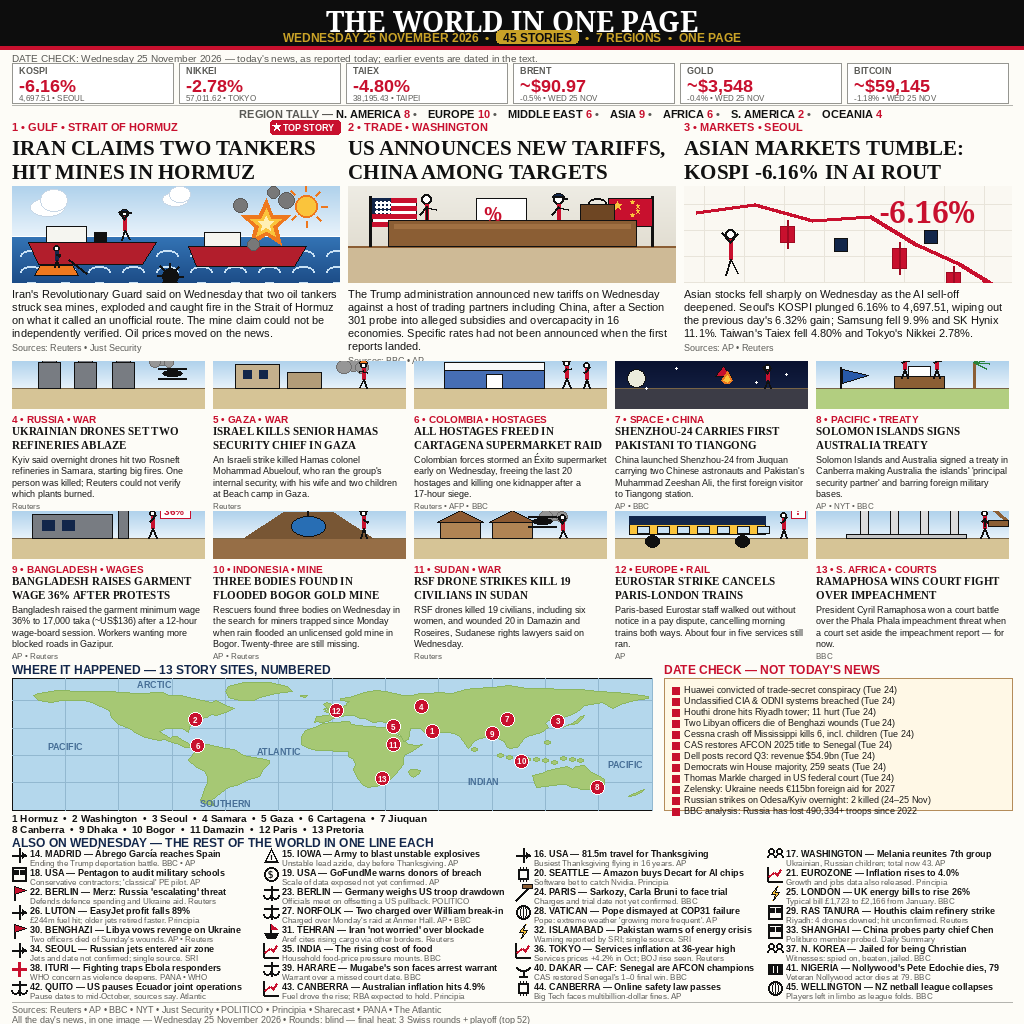 THE WORLD IN ONE PAGE
WEDNESDAY 25 NOVEMBER 2026 • 45 STORIES • 7 REGIONS • ONE PAGE
DATE CHECK: Wednesday 25 November 2026 — today's news, as reported today; earlier events are dated in the text.
KOSPI
-6.16%
4,697.51 • SEOUL
NIKKEI
-2.78%
57,011.62 • TOKYO
TAIEX
-4.80%
38,195.43 • TAIPEI
BRENT
~$90.97
-0.5% • WED 25 NOV
GOLD
~$3,548
-0.4% • WED 25 NOV
BITCOIN
~$59,145
-1.18% • WED 25 NOV
REGION TALLY — N. AMERICA 8 • EUROPE 10 • MIDDLE EAST 6 • ASIA 9 • AFRICA 6 • S. AMERICA 2 • OCEANIA 4
1 • GULF • STRAIT OF HORMUZ
★ TOP STORY
IRAN CLAIMS TWO TANKERS
HIT MINES IN HORMUZ
Iran's Revolutionary Guard said on Wednesday that two oil tankers
struck sea mines, exploded and caught fire in the Strait of Hormuz
on what it called an unofficial route. The mine claim could not be
independently verified. Oil prices moved on the news.
Sources: Reuters • Just Security
2 • TRADE • WASHINGTON
US ANNOUNCES NEW TARIFFS,
CHINA AMONG TARGETS
%
The Trump administration announced new tariffs on Wednesday
against a host of trading partners including China, after a Section
301 probe into alleged subsidies and overcapacity in 16
economies. Specific rates had not been announced when the first
reports landed.
Sources: BBC • AP
3 • MARKETS • SEOUL
ASIAN MARKETS TUMBLE:
KOSPI -6.16% IN AI ROUT
-6.16%
Asian stocks fell sharply on Wednesday as the AI sell-off
deepened. Seoul's KOSPI plunged 6.16% to 4,697.51, wiping out
the previous day's 6.32% gain; Samsung fell 9.9% and SK Hynix
11.1%. Taiwan's Taiex fell 4.80% and Tokyo's Nikkei 2.78%.
Sources: AP • Reuters
4 • RUSSIA • WAR
UKRAINIAN DRONES SET TWO
REFINERIES ABLAZE
Kyiv said overnight drones hit two Rosneft
refineries in Samara, starting big fires. One
person was killed; Reuters could not verify
which plants burned.
Reuters
5 • GAZA • WAR
ISRAEL KILLS SENIOR HAMAS
SECURITY CHIEF IN GAZA
An Israeli strike killed Hamas colonel
Mohammad Abuelouf, who ran the group's
internal security, with his wife and two children
at Beach camp in Gaza.
Reuters
6 • COLOMBIA • HOSTAGES
ALL HOSTAGES FREED IN
CARTAGENA SUPERMARKET RAID
Colombian forces stormed an Éxito supermarket
early on Wednesday, freeing the last 20
hostages and killing one kidnapper after a
17-hour siege.
Reuters • AFP • BBC
7 • SPACE • CHINA
SHENZHOU-24 CARRIES FIRST
PAKISTANI TO TIANGONG
China launched Shenzhou-24 from Jiuquan
carrying two Chinese astronauts and Pakistan's
Muhammad Zeeshan Ali, the first foreign visitor
to Tiangong station.
AP • BBC
8 • PACIFIC • TREATY
SOLOMON ISLANDS SIGNS
AUSTRALIA TREATY
Solomon Islands and Australia signed a treaty in
Canberra making Australia the islands' 'principal
security partner' and barring foreign military
bases.
AP • NYT • BBC
9 • BANGLADESH • WAGES
36%
BANGLADESH RAISES GARMENT
WAGE 36% AFTER PROTESTS
Bangladesh raised the garment minimum wage
36% to 17,000 taka (~US$136) after a 12-hour
wage-board session. Workers wanting more
blocked roads in Gazipur.
AP • Reuters
10 • INDONESIA • MINE
THREE BODIES FOUND IN
FLOODED BOGOR GOLD MINE
Rescuers found three bodies on Wednesday in
the search for miners trapped since Monday
when rain flooded an unlicensed gold mine in
Bogor. Twenty-three are still missing.
AP • Reuters
11 • SUDAN • WAR
RSF DRONE STRIKES KILL 19
CIVILIANS IN SUDAN
RSF drones killed 19 civilians, including six
women, and wounded 20 in Damazin and
Roseires, Sudanese rights lawyers said on
Wednesday.
Reuters
12 • EUROPE • RAIL
EUROSTAR STRIKE CANCELS
PARIS-LONDON TRAINS
Paris-based Eurostar staff walked out without
notice in a pay dispute, cancelling morning
trains both ways. About four in five services still
ran.
AP
13 • S. AFRICA • COURTS
RAMAPHOSA WINS COURT FIGHT
OVER IMPEACHMENT
President Cyril Ramaphosa won a court battle
over the Phala Phala impeachment threat when
a court set aside the impeachment report — for
now.
BBC
WHERE IT HAPPENED — 13 STORY SITES, NUMBERED
ARCTIC
PACIFIC
ATLANTIC
INDIAN
PACIFIC
SOUTHERN
1
2
3
4
5
6
7
8
9
10
11
12
13
1 Hormuz • 2 Washington • 3 Seoul • 4 Samara • 5 Gaza • 6 Cartagena • 7 Jiuquan
8 Canberra • 9 Dhaka • 10 Bogor • 11 Damazin • 12 Paris • 13 Pretoria
DATE CHECK — NOT TODAY'S NEWS
Huawei convicted of trade-secret conspiracy (Tue 24)
Unclassified CIA & ODNI systems breached (Tue 24)
Houthi drone hits Riyadh tower; 11 hurt (Tue 24)
Two Libyan officers die of Benghazi wounds (Tue 24)
Cessna crash off Mississippi kills 6, incl. children (Tue 24)
CAS restores AFCON 2025 title to Senegal (Tue 24)
Dell posts record Q3: revenue $54.9bn (Tue 24)
Democrats win House majority, 259 seats (Tue 24)
Thomas Markle charged in US federal court (Tue 24)
Zelensky: Ukraine needs €115bn foreign aid for 2027
Russian strikes on Odesa/Kyiv overnight: 2 killed (24–25 Nov)
BBC analysis: Russia has lost 490,334+ troops since 2022
ALSO ON WEDNESDAY — THE REST OF THE WORLD IN ONE LINE EACH
14. MADRID — Ábrego García reaches Spain
Ending the Trump deportation battle. BBC • AP
15. IOWA — Army to blast unstable explosives
Unstable lead azide, day before Thanksgiving. AP
16. USA — 81.5m travel for Thanksgiving
Busiest Thanksgiving flying in 16 years. AP
17. WASHINGTON — Melania reunites 7th group
Ukrainian, Russian children; total now 43. AP
18. USA — Pentagon to audit military schools
Conservative contractors; 'classical' PE pilot. AP
19. USA — GoFundMe warns donors of breach
Scale of data exposed not yet confirmed. AP
20. SEATTLE — Amazon buys Decart for AI chips
Software bet to catch Nvidia. Principia
21. EUROZONE — Inflation rises to 4.0%
Growth and jobs data also released. Principia
22. BERLIN — Merz: Russia 'escalating' threat
Defends defence spending and Ukraine aid. Reuters
23. BERLIN — Germany weighs US troop drawdown
Officials meet on offsetting a US pullback. POLITICO
24. PARIS — Sarkozy, Carla Bruni to face trial
Charges and trial date not yet confirmed. BBC
25. LONDON — UK energy bills to rise 26%
Typical bill £1,723 to £2,166 from January. BBC
26. LUTON — EasyJet profit falls 89%
£244m fuel hit; older jets retired faster. Principia
27. NORFOLK — Two charged over William break-in
Charged over Monday's raid at Anmer Hall. AP • BBC
28. VATICAN — Pope dismayed at COP31 failure
Pope: extreme weather 'growing more frequent'. AP
29. RAS TANURA — Houthis claim refinery strike
Riyadh: 4 drones downed; hit unconfirmed. Reuters
30. BENGHAZI — Libya vows revenge on Ukraine
Two officers died of Sunday's wounds. AP • Reuters
31. TEHRAN — Iran 'not worried' over blockade
Aref cites rising cargo via other borders. Reuters
32. ISLAMABAD — Pakistan warns of energy crisis
Warning reported by SRI; single source. SRI
33. SHANGHAI — China probes party chief Chen
Politburo member probed. Daily Summary
34. SEOUL — Russian jets entered air zone
Jets and date not confirmed; single source. SRI
35. INDIA — The rising cost of food
Household food-price pressure mounts. BBC
36. TOKYO — Services inflation at 36-year high
Services prices +4.2% in Oct; BOJ rise seen. Reuters
37. N. KOREA — Jailed for being Christian
Witnesses: spied on, beaten, jailed. BBC
38. ITURI — Fighting traps Ebola responders
WHO concern as violence engulfs. PANA • WHO
39. HARARE — Mugabe's son faces arrest warrant
Warrant over a missed court date. BBC
40. DAKAR — CAF: Senegal are AFCON champions
CAS restored Senegal's 1-0 final win. BBC
41. NIGERIA — Nollywood's Pete Edochie dies, 79
Veteran Nollywood actor dies at 79. BBC
42. QUITO — US pauses Ecuador joint operations
Pause dates to mid-October, sources say. Atlantic
43. CANBERRA — Australian inflation hits 4.9%
Fuel drove the rise; RBA expected to hold. Principia
44. CANBERRA — Online safety law passes
Big Tech faces multibillion-dollar fines. AP
45. WELLINGTON — NZ netball league collapses
Players left in limbo as league folds. BBC
Sources: Reuters • AP • BBC • NYT • Just Security • POLITICO • Principia • Sharecast • PANA • The Atlantic
All the day's news, in one image — Wednesday 25 November 2026 • Rounds: blind — final heat: 3 Swiss rounds + playoff (top 52)